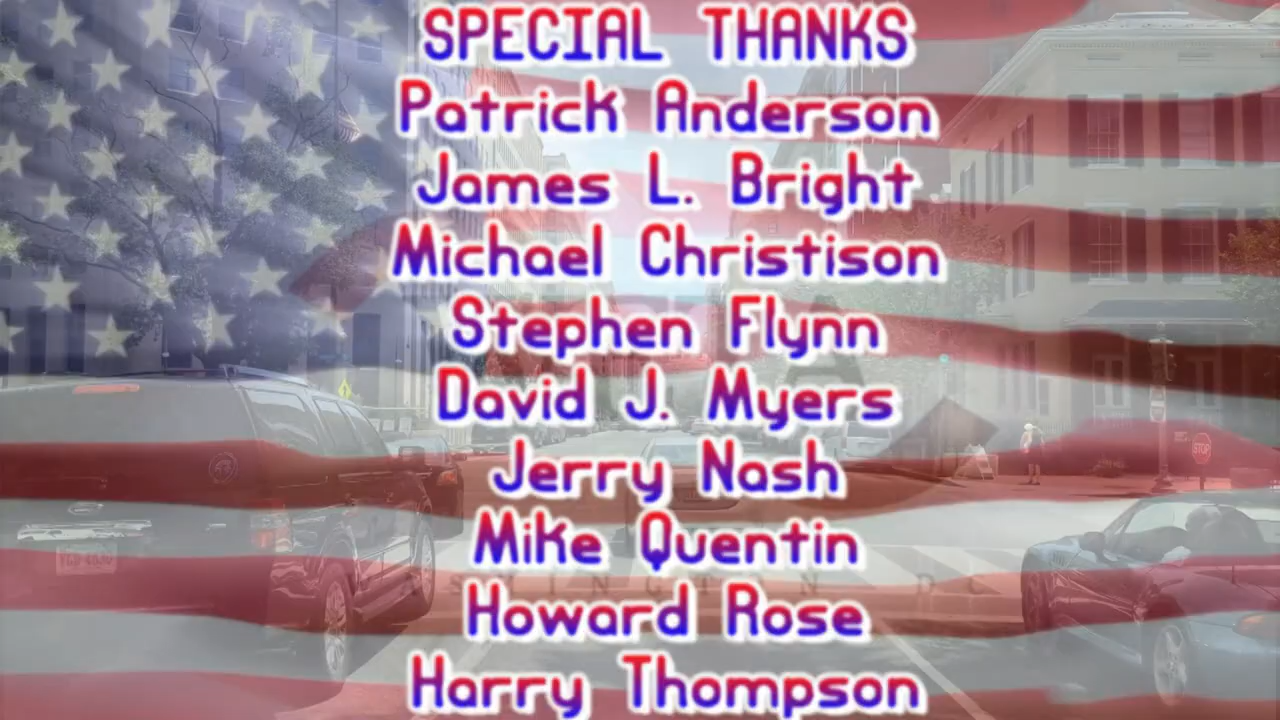 SPECIAL THANKS
Patrick Anderson
James L. Bright
Michael Christison
Stephen Flynn
David J. Myers
Jerry Nash
Mike Quentin
Howard Rose
Harry Thompson
STOP